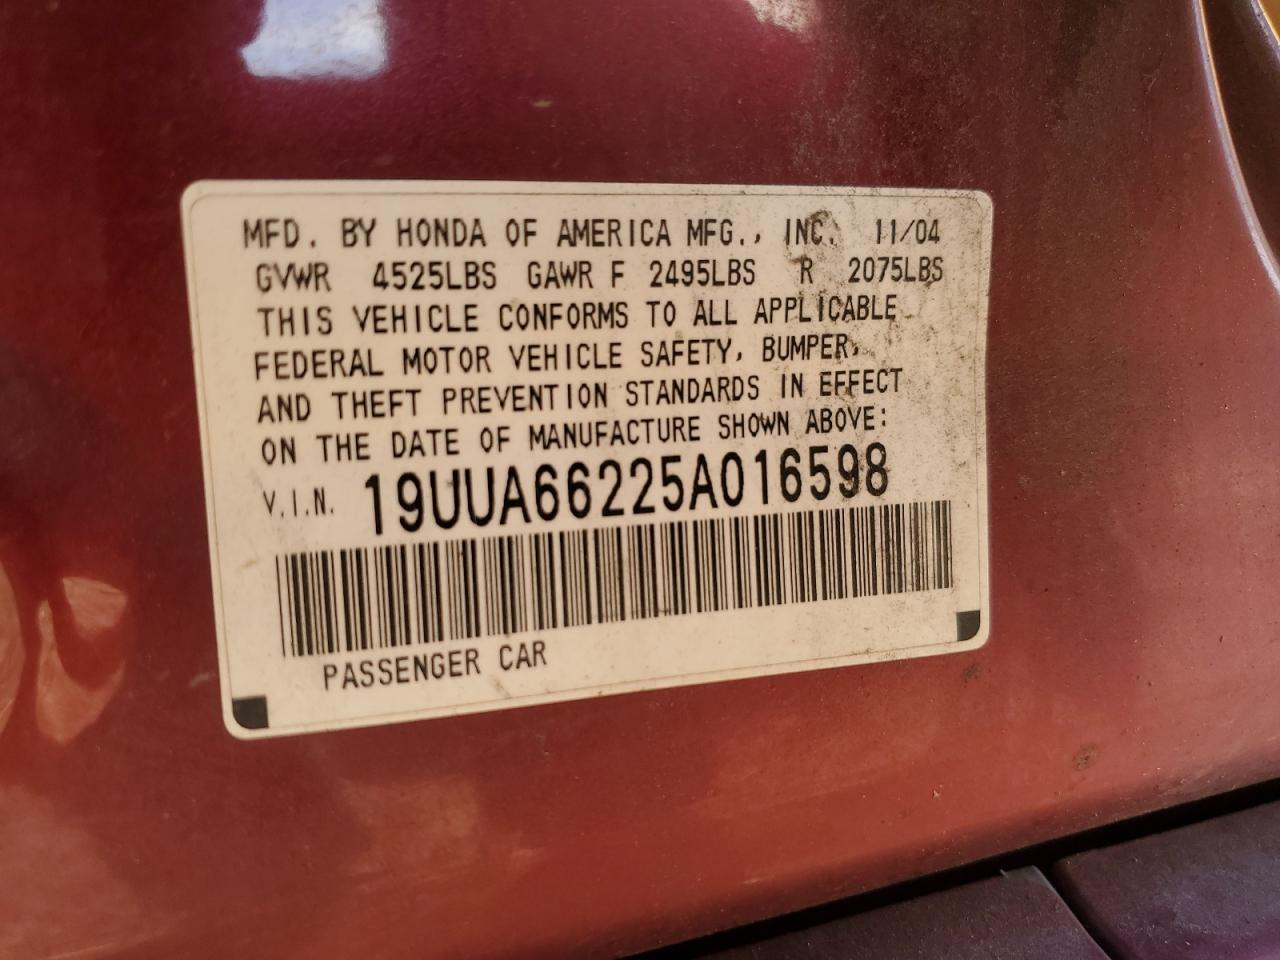 MFD. BY HONDA OF AMERICA MFG., INC. 11/04
GVWR 4525LBS GAWR F 2495LBS R 2075LBS
THIS VEHICLE CONFORMS TO ALL APPLICABLE
FEDERAL MOTOR VEHICLE SAFETY, BUMPER,
AND THEFT PREVENTION STANDARDS IN EFFECT
ON THE DATE OF MANUFACTURE SHOWN ABOVE:
V.I.N. 19UUA66225A016598
PASSENGER CAR